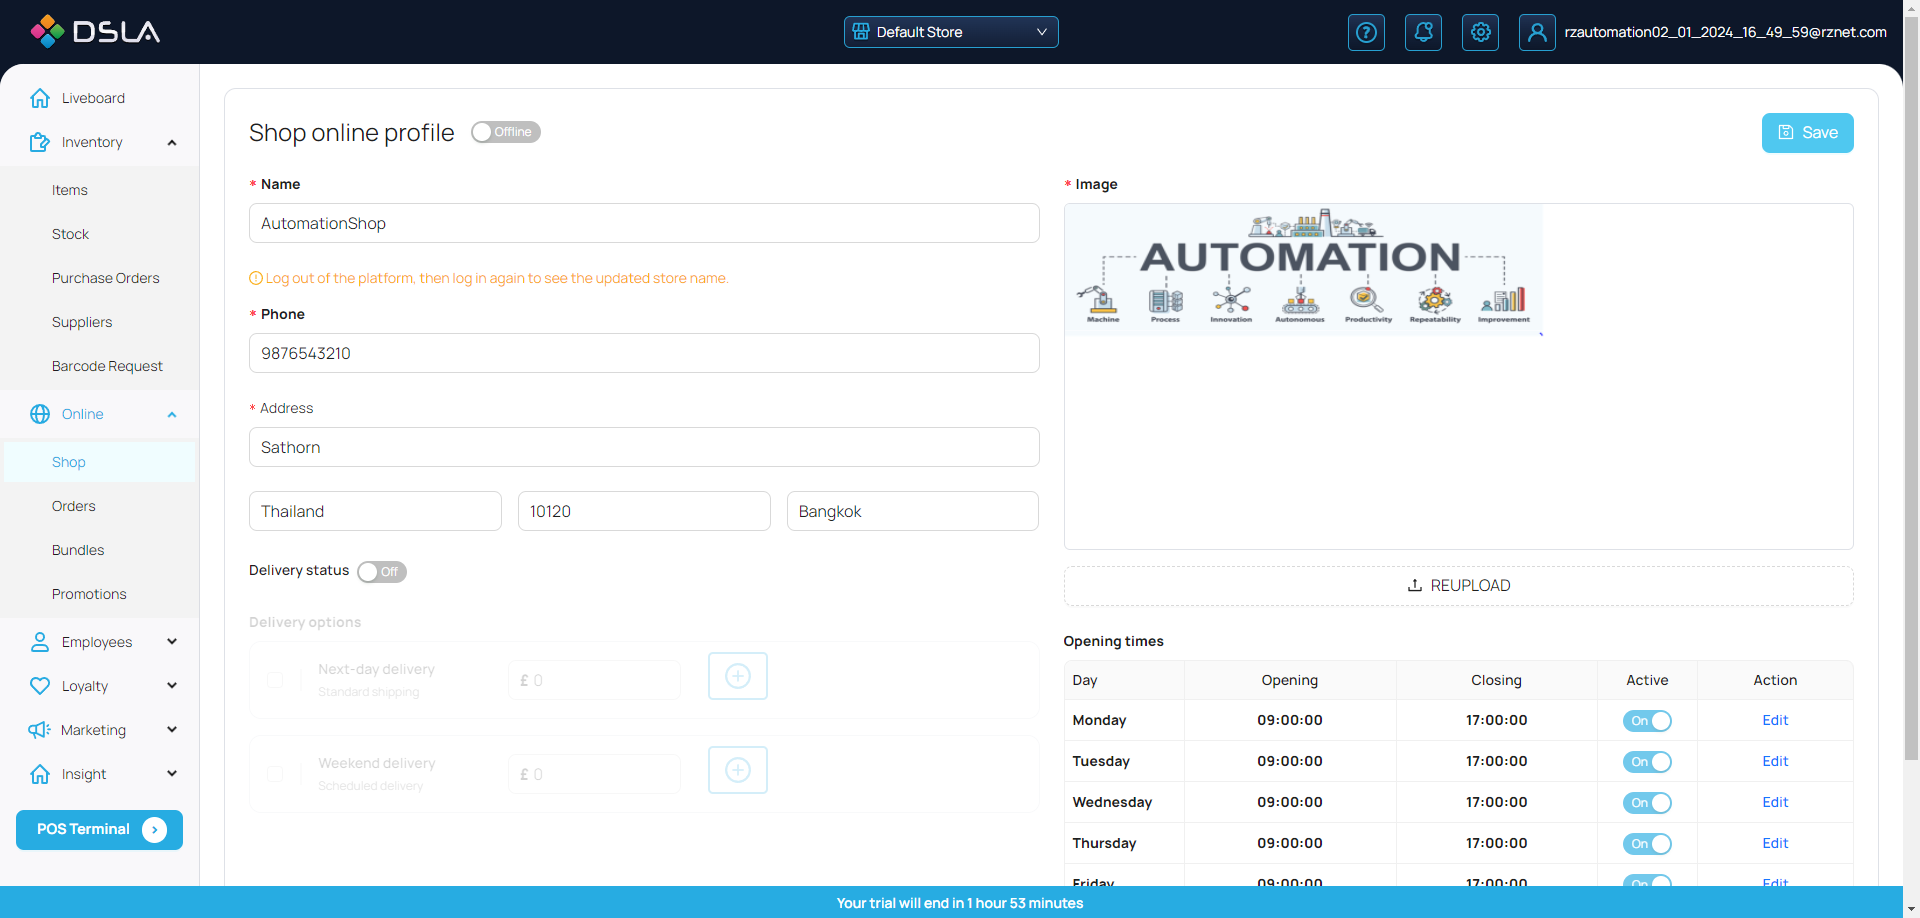 DSLA
Default Store
rzautomation02_01_2024_16_49_59@rznet.com
Liveboard
Inventory
Items
Stock
Purchase Orders
Suppliers
Barcode Request
Online
Shop
Orders
Bundles
Promotions
Employees
Loyalty
Marketing
Insight
POS Terminal
Shop online profile
Offline
Save
* Name
AutomationShop
Log out of the platform, then log in again to see the updated store name.
* Phone
9876543210
* Address
Sathorn
Thailand
10120
Bangkok
Delivery status
Off
Delivery options
Next-day delivery
Standard shipping
£ 0
Weekend delivery
Scheduled delivery
£ 0
* Image
AUTOMATION
Machine Process Innovation Autonomous Productivity Repeatability Improvement
REUPLOAD
Opening times
Day Opening Closing Active Action
Monday 09:00:00 17:00:00 On Edit
Tuesday 09:00:00 17:00:00 On Edit
Wednesday 09:00:00 17:00:00 On Edit
Thursday 09:00:00 17:00:00 On Edit
Friday 09:00:00 17:00:00 On Edit
Your trial will end in 1 hour 53 minutes